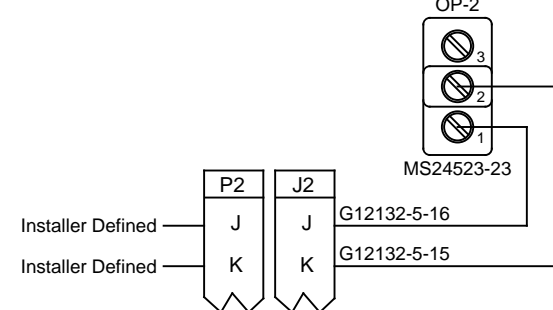 OP-2
3
2
1
MS24523-23
P2 J2
Installer Defined J J G12132-5-16
Installer Defined K K G12132-5-15